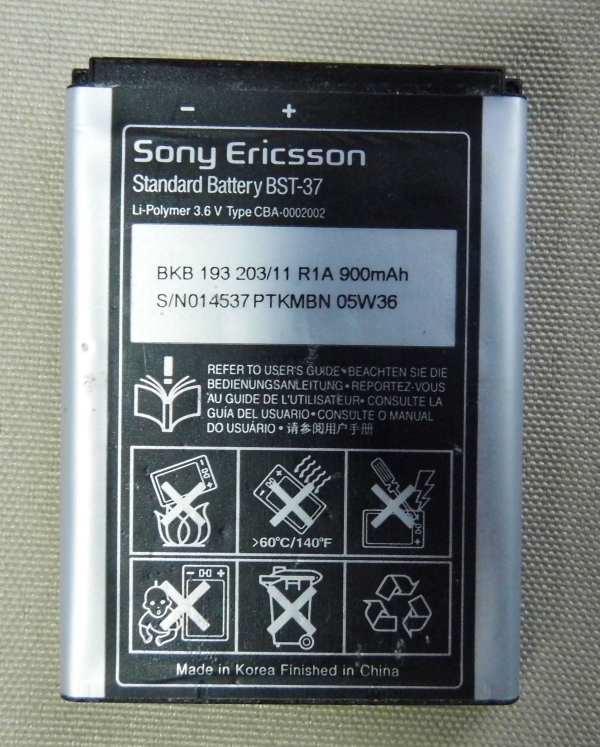 - +
Sony Ericsson
Standard Battery BST-37
Li-Polymer 3.6 V Type CBA-0002002
BKB 193 203/11 R1A 900mAh
S/N014537PTKMBN 05W36
REFER TO USER'S GUIDE • BEACHTEN SIE DIE
BEDIENUNGSANLEITUNG • REPORTEZ-VOUS
AU GUIDE DE L'UTILISATEUR • CONSULTE LA
GUÍA DEL USUARIO • CONSULTE O MANUAL
DO USUÁRIO • 请参阅用户手册
>60°C/140°F
Made in Korea Finished in China